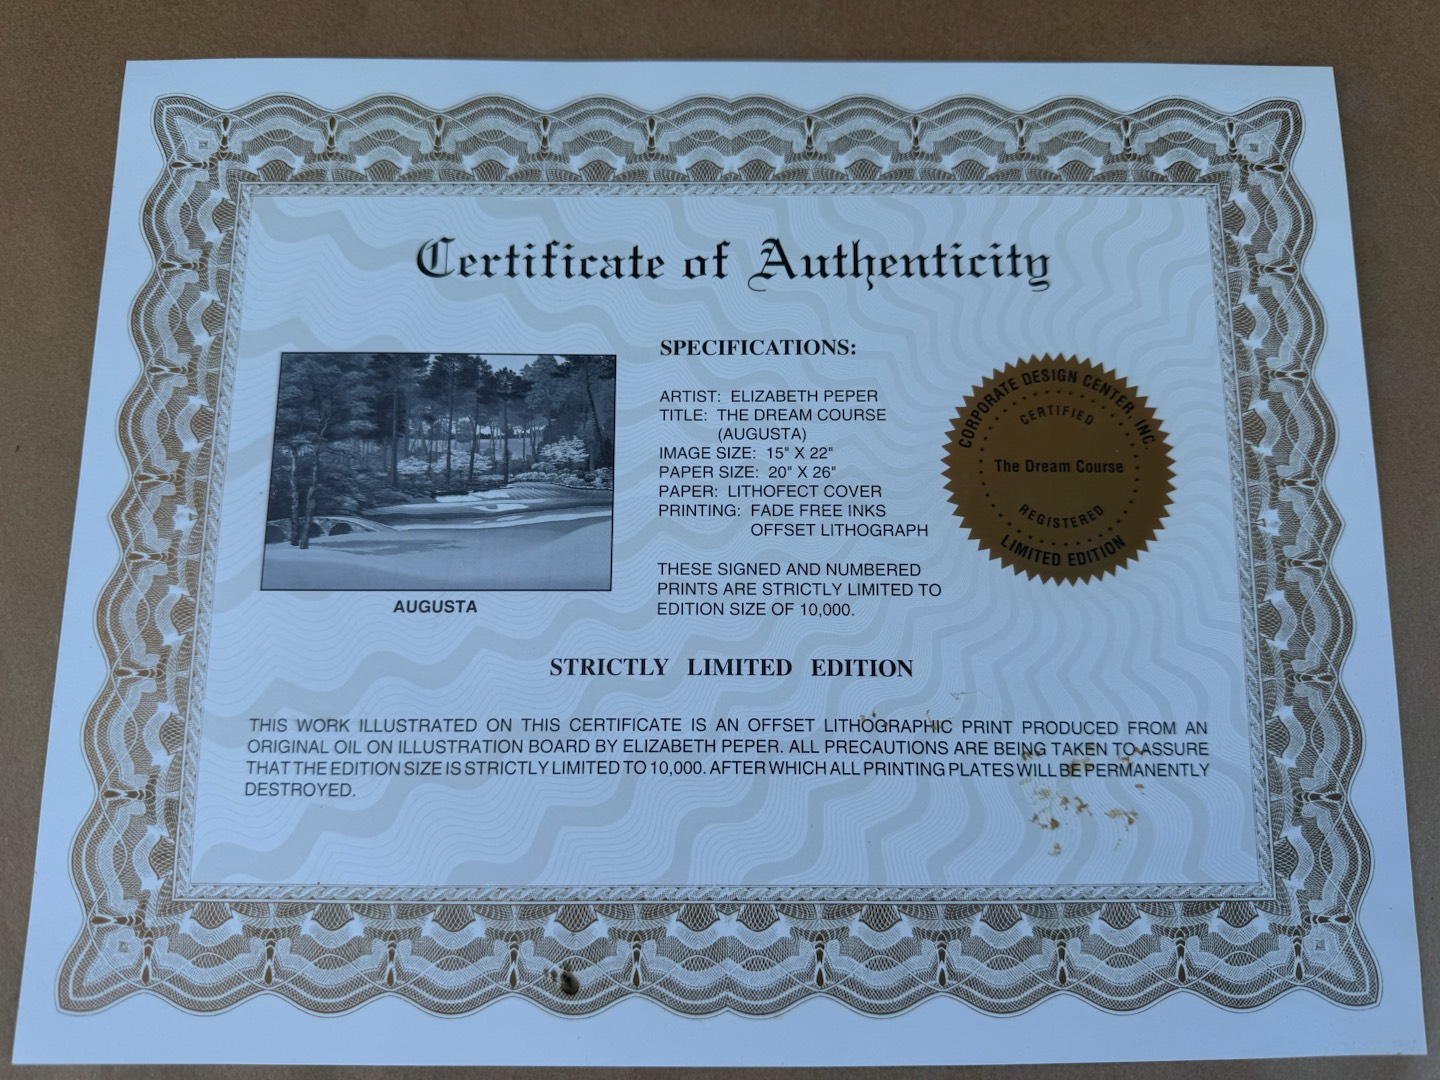 Certificate of Authenticity
SPECIFICATIONS:
ARTIST: ELIZABETH PEPER
TITLE: THE DREAM COURSE
(AUGUSTA)
IMAGE SIZE: 15" X 22"
PAPER SIZE: 20" X 26"
PAPER: LITHOFECT COVER
PRINTING: FADE FREE INKS
OFFSET LITHOGRAPH
THESE SIGNED AND NUMBERED
PRINTS ARE STRICTLY LIMITED TO
EDITION SIZE OF 10,000.
AUGUSTA
CORPORATE DESIGN CENTER, INC.
CERTIFIED
The Dream Course
REGISTERED
LIMITED EDITION
STRICTLY LIMITED EDITION
THIS WORK ILLUSTRATED ON THIS CERTIFICATE IS AN OFFSET LITHOGRAPHIC PRINT PRODUCED FROM AN
ORIGINAL OIL ON ILLUSTRATION BOARD BY ELIZABETH PEPER. ALL PRECAUTIONS ARE BEING TAKEN TO ASSURE
THAT THE EDITION SIZE IS STRICTLY LIMITED TO 10,000. AFTER WHICH ALL PRINTING PLATES WILL BE PERMANENTLY
DESTROYED.